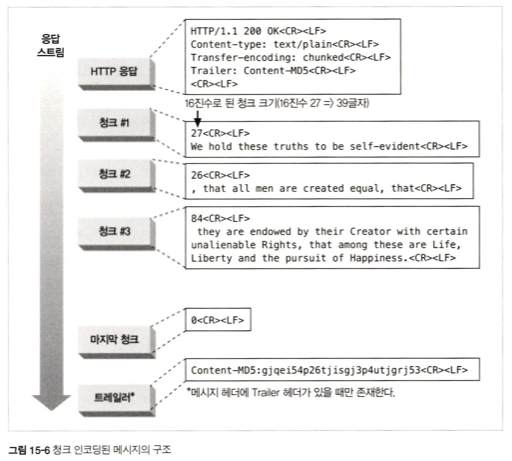 응답
스트림
HTTP 응답
HTTP/1.1 200 OK<CR><LF>
Content-type: text/plain<CR><LF>
Transfer-encoding: chunked<CR><LF>
Trailer: Content-MD5<CR><LF>
<CR><LF>
16진수로 된 청크 크기(16진수 27 => 39글자)
청크 #1
27<CR><LF>
We hold these truths to be self-evident<CR><LF>
청크 #2
26<CR><LF>
, that all men are created equal, that<CR><LF>
청크 #3
84<CR><LF>
they are endowed by their Creator with certain
unalienable Rights, that among these are Life,
Liberty and the pursuit of Happiness.<CR><LF>
마지막 청크
0<CR><LF>
트레일러*
Content-MD5:gjqei54p26tjisgj3p4utjgrj53<CR><LF>
*메시지 헤더에 Trailer 헤더가 있을 때만 존재한다.
그림 15-6 청크 인코딩된 메시지의 구조